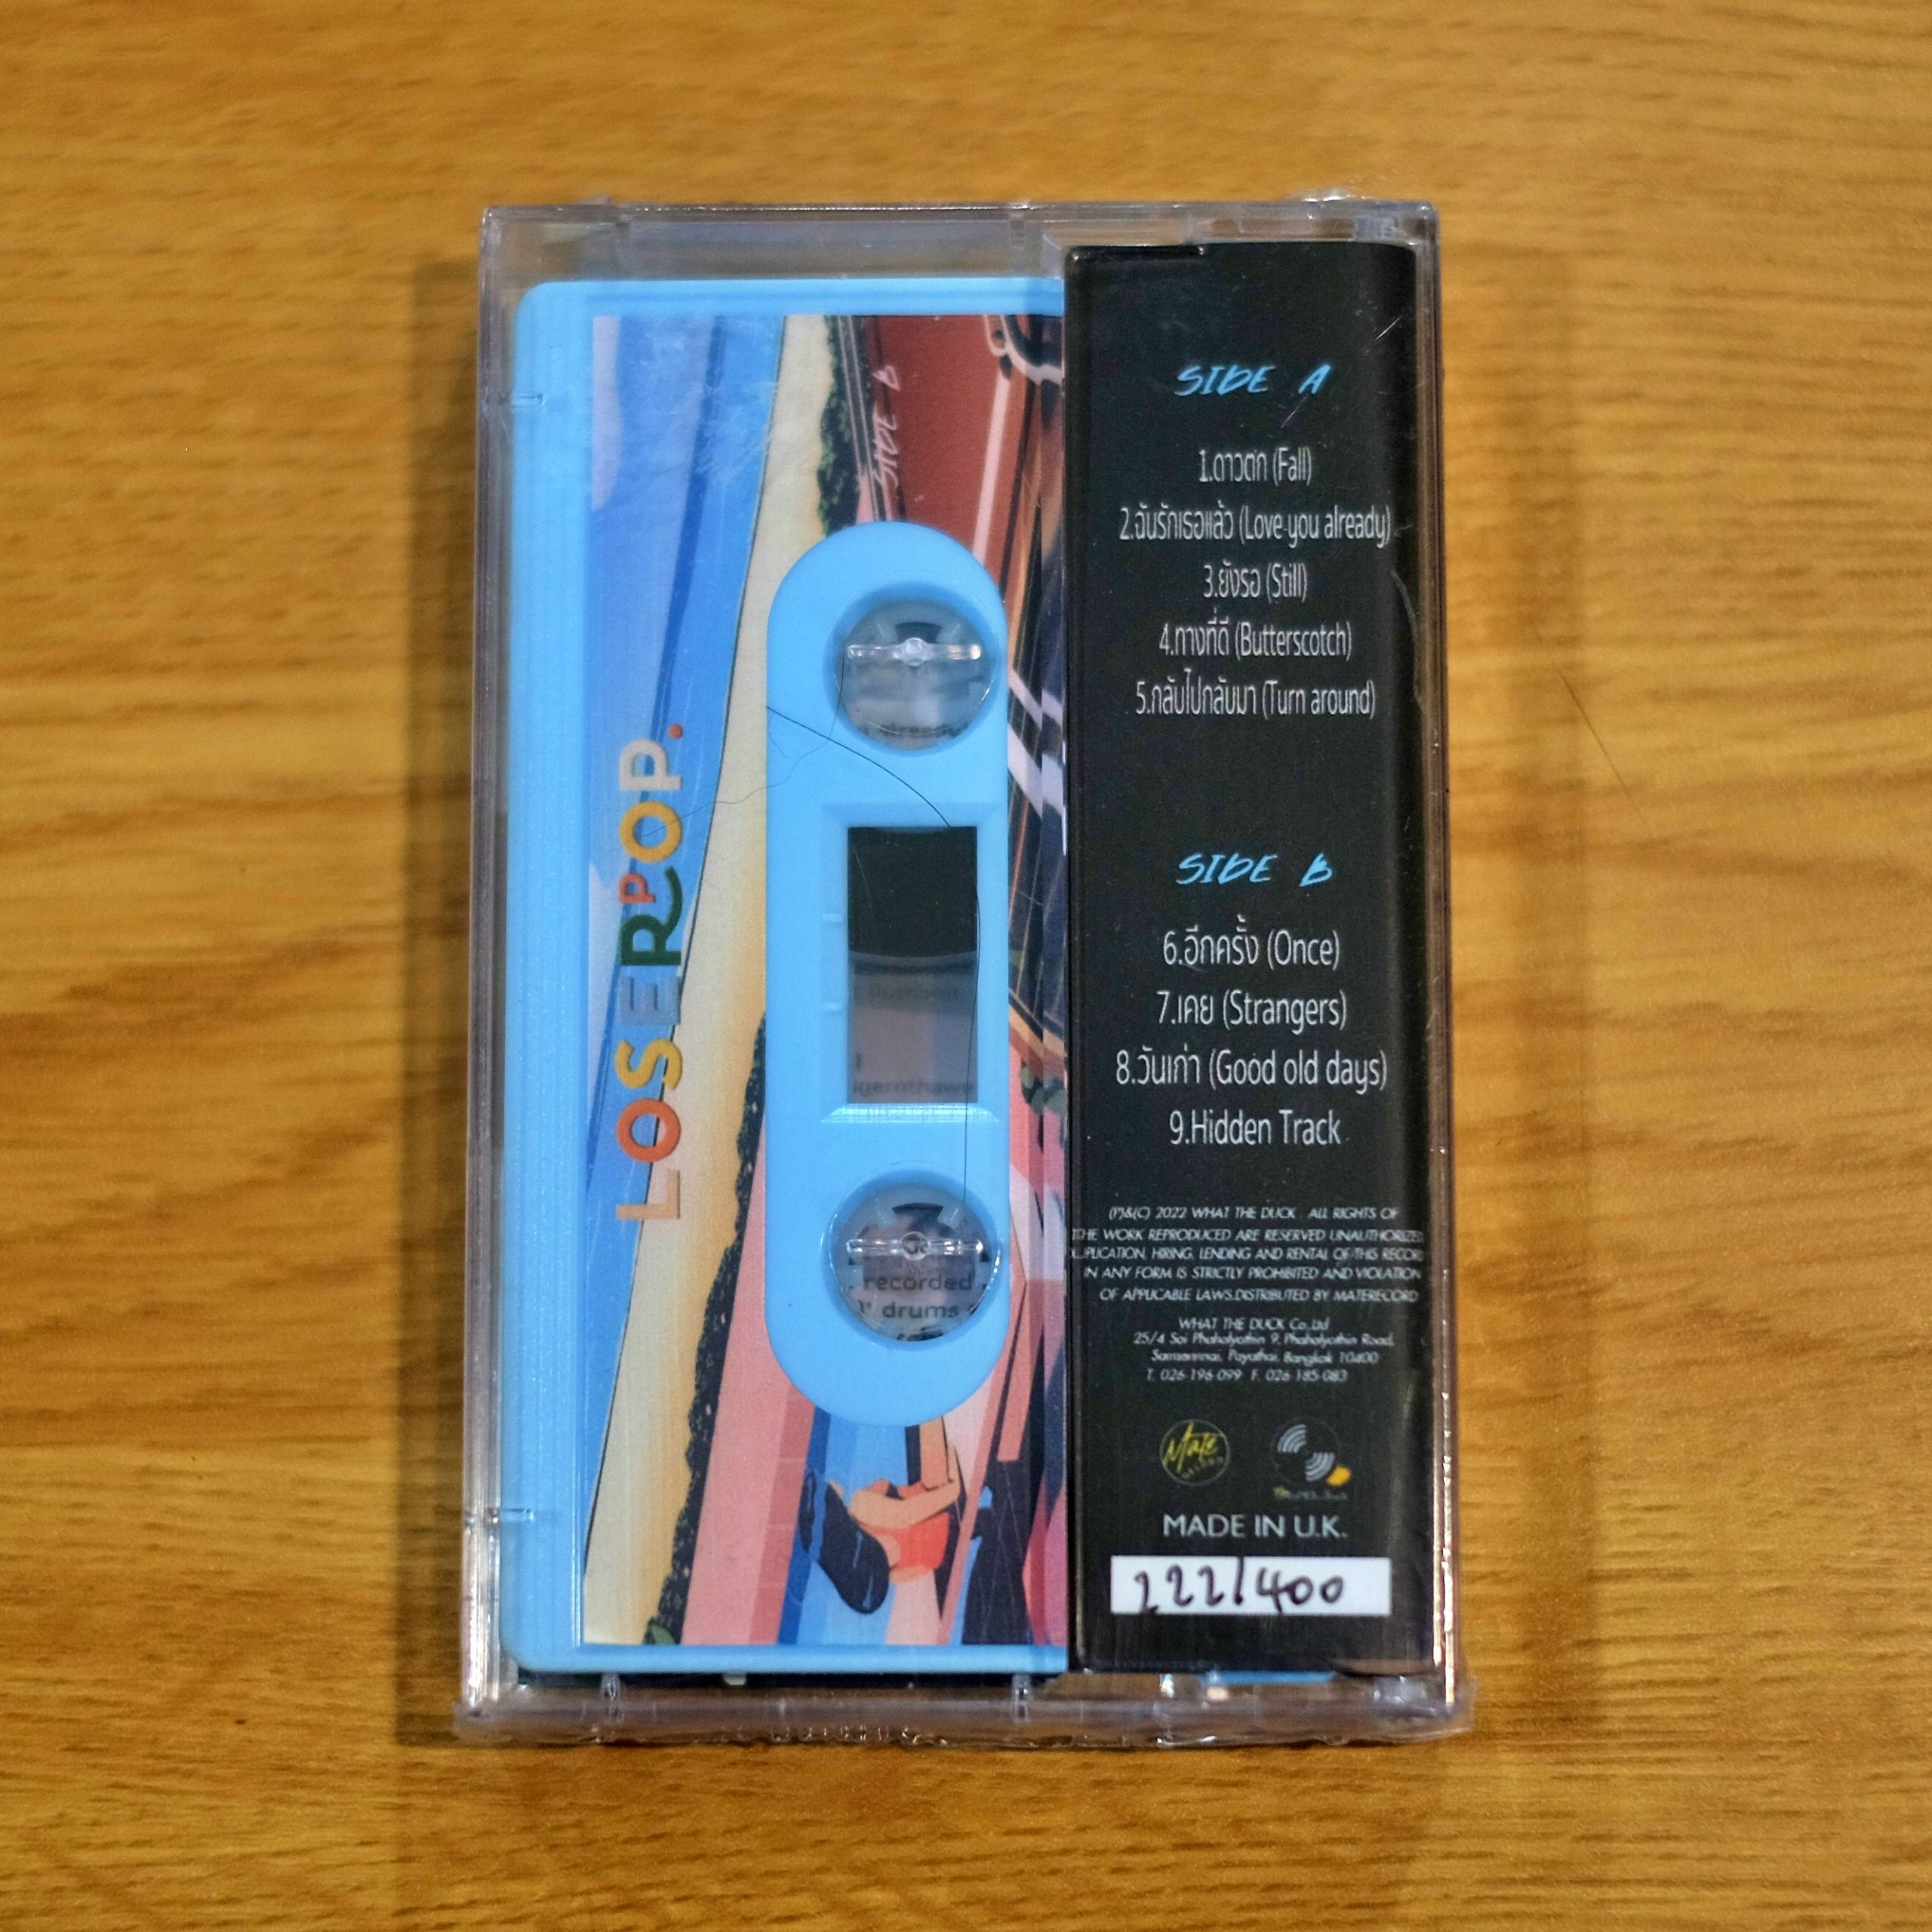 SIDE B
LOSERPOP.
already
recorded
drums
SIDE A
1.ดาวตก (Fall)
2.ฉันรักเธอแล้ว (Love you already)
3.ยังรอ (Still)
4.ทางที่ดี (Butterscotch)
5.กลับไปกลับมา (Turn around)
SIDE B
6.อีกครั้ง (Once)
7.เคย (Strangers)
8.วันเก่า (Good old days)
9.Hidden Track
(P)&(C) 2022 WHAT THE DUCK ALL RIGHTS OF
THE WORK REPRODUCED ARE RESERVED UNAUTHORIZED
HIRING, LENDING AND RENTAL OF THIS RECORD
IN ANY FORM IS STRICTLY PROHIBITED AND VIOLATION
OF APPLICABLE LAWS.DISTRIBUTED BY MATERECORD
WHAT THE DUCK Co.,Ltd
25/4 Soi Phaholyothin 9, Phaholyothin Road,
Samsennai, Payathai, Bangkok 10400
T. 026-196-099 F. 026-185-083
Mate
MADE IN U.K.
222/400